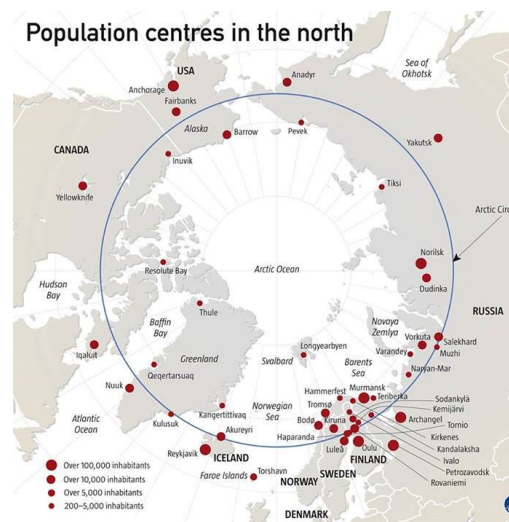 Population centres in the north
Sea of
Okhotsk
USA
Anadyr
Anchorage
Fairbanks
Alaska
Barrow
Pevek
Yakutsk
CANADA
Inuvik
Yellowknife
Tiksi
Arctic Circ
Norilsk
Resolute Bay
Arctic Ocean
Dudinka
Hudson
Bay
Thule
RUSSIA
Baffin
Bay
Novaya
Zemlya
Vorkuta
Salekhard
Iqaluit
Longyearbyen
Varandey
Muzhi
Greenland
Svalbard
Barents
Sea
Qeqertarsuaq
Naryan-Mar
Nuuk
Hammerfest
Murmansk
Teriberka
Sodankylä
Atlantic
Ocean
Kangertittivaq
Norwegian
Sea
Tromsø
Kemijärvi
Kulusuk
Bodø
Kiruna
Archangel
Tornio
Akureyri
Haparanda
Kirkenes
Reykjavik
ICELAND
Luleå
Oulu
Kandalaksha
FINLAND
Ivalo
Over 100,000 inhabitants
Faroe Islands
Torshavn
SWEDEN
Petrozavodsk
Over 10,000 inhabitants
NORWAY
Rovaniemi
Over 5,000 inhabitants
200–5,000 inhabitants
DENMARK